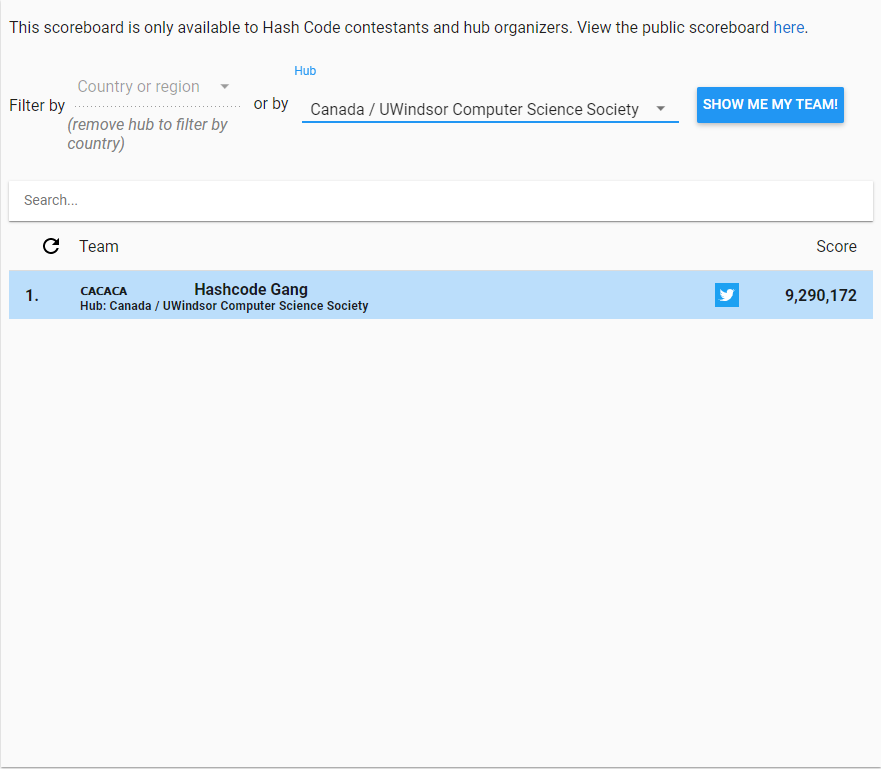 This scoreboard is only available to Hash Code contestants and hub organizers. View the public scoreboard here.
Hub
Filter by Country or region or by Canada / UWindsor Computer Science Society SHOW ME MY TEAM!
(remove hub to filter by
country)
Search...
Team Score
1. CACACA Hashcode Gang 9,290,172
Hub: Canada / UWindsor Computer Science Society